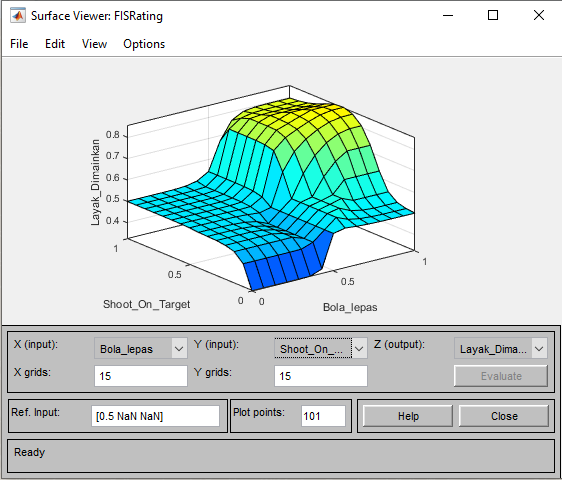 Surface Viewer: FISRating
File Edit View Options
Layak_Dimainkan
0.8
0.7
0.6
0.5
0.4
1
0.5
0
Shoot_On_Target
0
0.5
1
Bola_lepas
X (input): Bola_lepas Y (input): Shoot_On_... Z (output): Layak_Dima...
X grids: 15 Y grids: 15 Evaluate
Ref. Input: [0.5 NaN NaN] Plot points: 101 Help Close
Ready